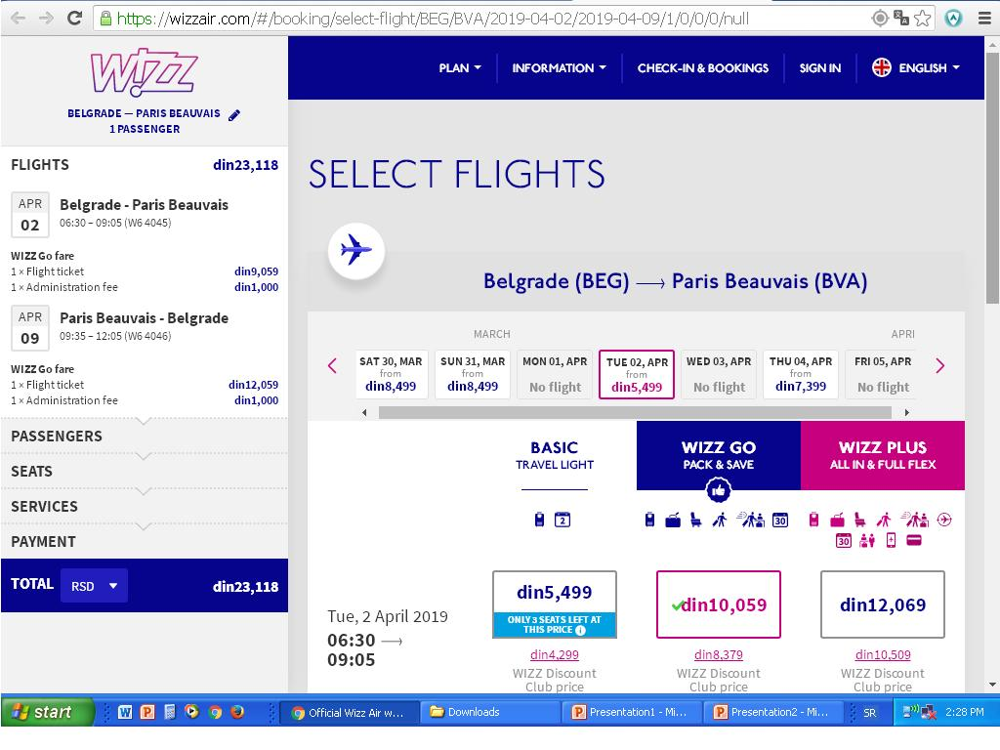 https://wizzair.com/#/booking/select-flight/BEG/BVA/2019-04-02/2019-04-09/1/0/0/0/null
WIZZ
BELGRADE — PARIS BEAUVAIS
1 PASSENGER
FLIGHTS din23,118
APR 02
Belgrade - Paris Beauvais
06:30 – 09:05 (W6 4045)
WIZZ Go fare
1 × Flight ticket din9,059
1 × Administration fee din1,000
APR 09
Paris Beauvais - Belgrade
09:35 – 12:05 (W6 4046)
WIZZ Go fare
1 × Flight ticket din12,059
1 × Administration fee din1,000
PASSENGERS
SEATS
SERVICES
PAYMENT
TOTAL RSD din23,118
PLAN INFORMATION CHECK-IN & BOOKINGS SIGN IN ENGLISH
SELECT FLIGHTS
Belgrade (BEG) ⟶ Paris Beauvais (BVA)
MARCH APRI
SAT 30, MAR from din8,499
SUN 31, MAR from din8,499
MON 01, APR No flight
TUE 02, APR from din5,499
WED 03, APR No flight
THU 04, APR from din7,399
FRI 05, APR No flight
BASIC
TRAVEL LIGHT
WIZZ GO
PACK & SAVE
WIZZ PLUS
ALL IN & FULL FLEX
2 30
30
Tue, 2 April 2019
06:30 ⟶
09:05
din5,499
ONLY 3 SEATS LEFT AT
THIS PRICE i
din4,299
WIZZ Discount
Club price
din10,059
din8,379
WIZZ Discount
Club price
din12,069
din10,509
WIZZ Discount
Club price
start Official Wizz Air w... Downloads Presentation1 - Mi... Presentation2 - Mi... SR 2:28 PM